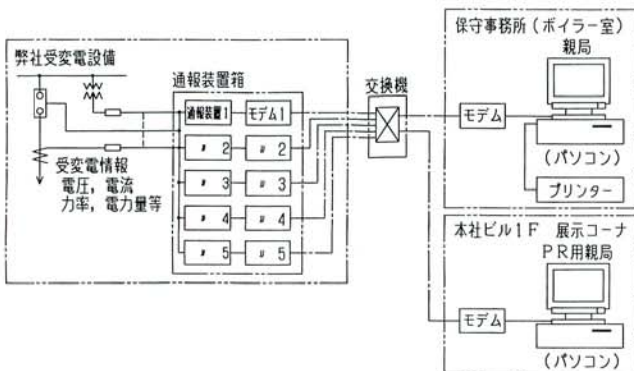 弊社受変電設備
受変電情報
電圧，電流
力率，電力量等
通報装置箱
通報装置1 モデム1
〃 2 〃 2
〃 3 〃 3
〃 4 〃 4
〃 5 〃 5
交換機
保守事務所（ボイラー室）
親局
モデム
（パソコン）
プリンター
本社ビル1F 展示コーナ
PR用親局
モデム
（パソコン）